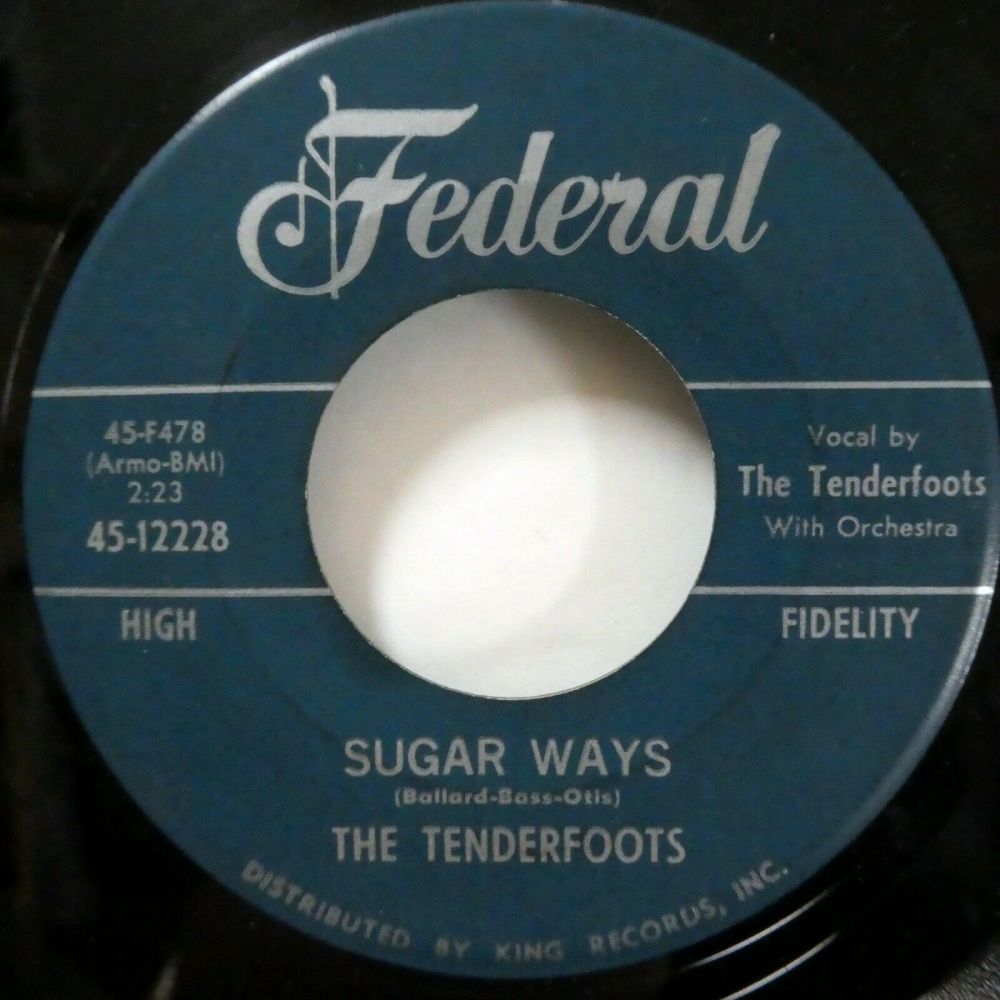 Federal
45-F478
(Armo-BMI)
2:23
45-12228
Vocal by
The Tenderfoots
With Orchestra
HIGH FIDELITY
SUGAR WAYS
(Ballard-Bass-Otis)
THE TENDERFOOTS
DISTRIBUTED BY KING RECORDS, INC.